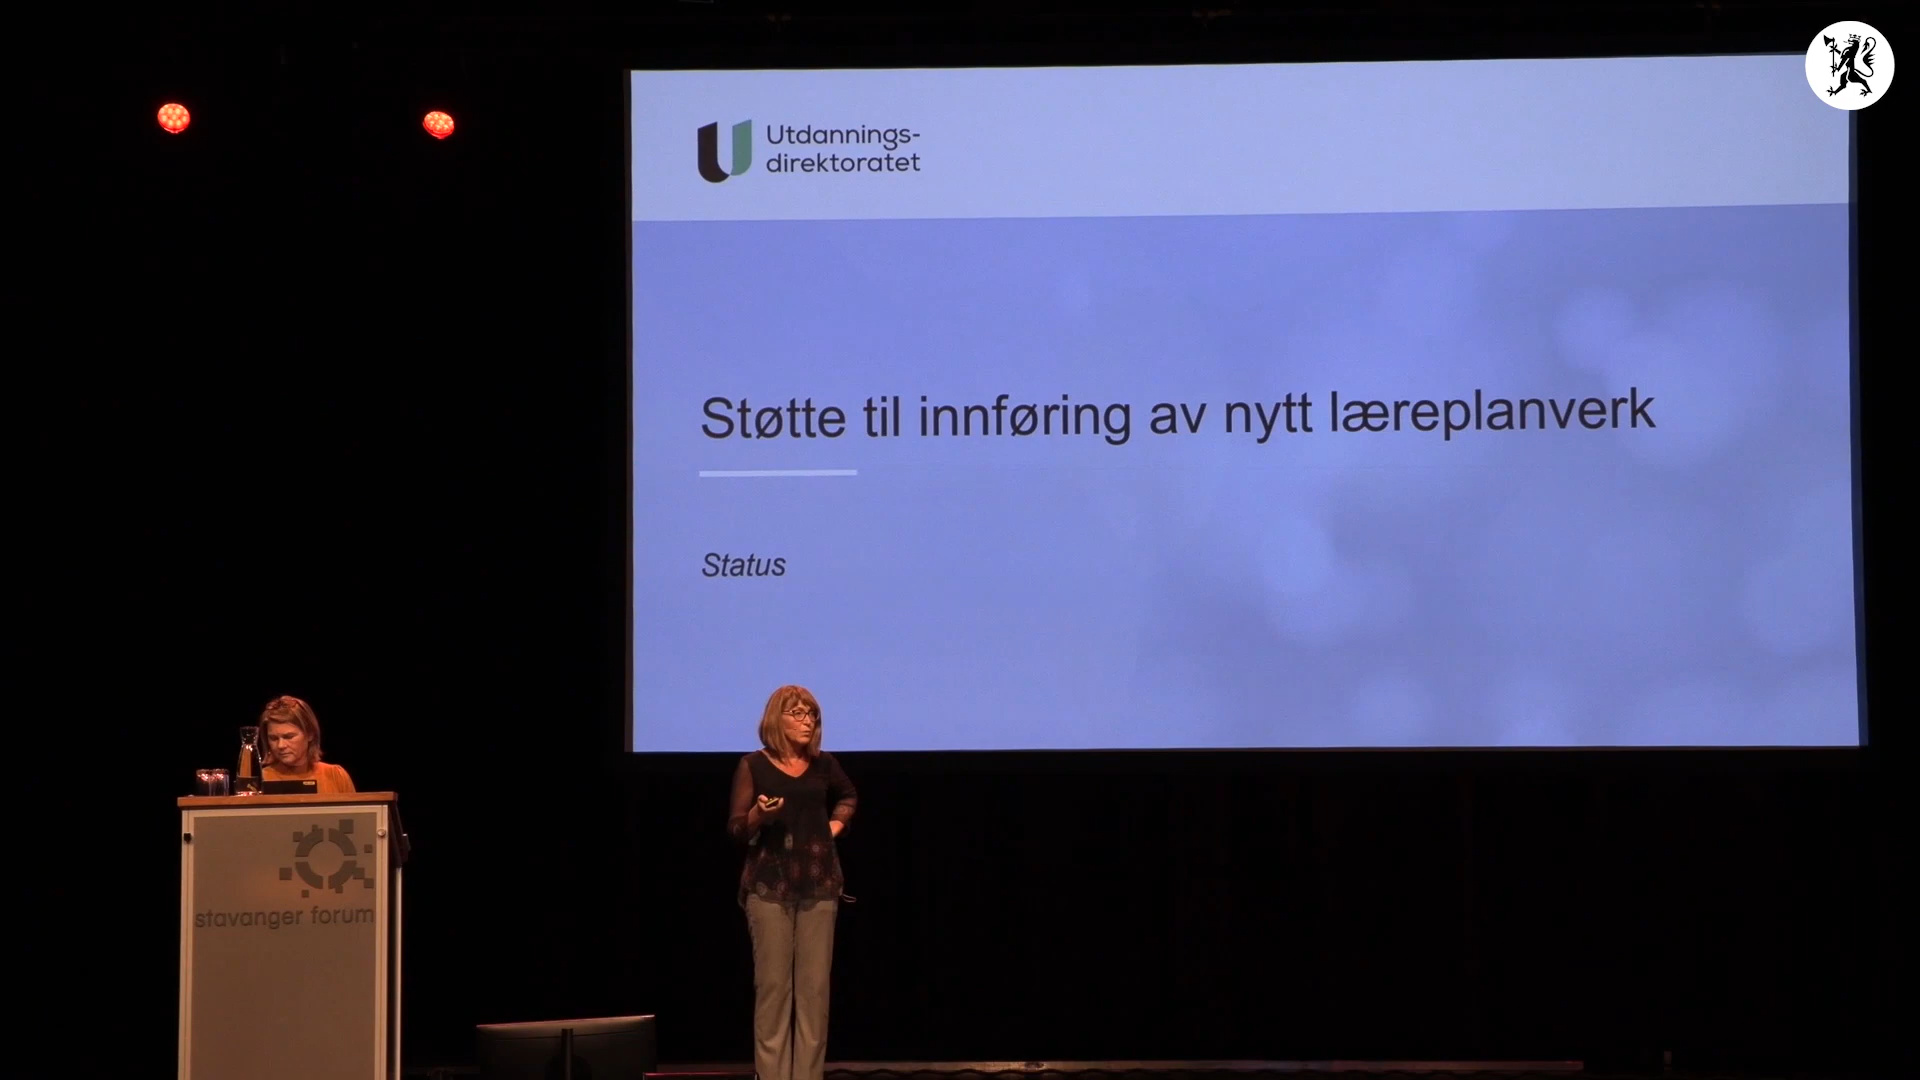 Utdannings-
direktoratet
Støtte til innføring av nytt læreplanverk
Status
stavanger forum